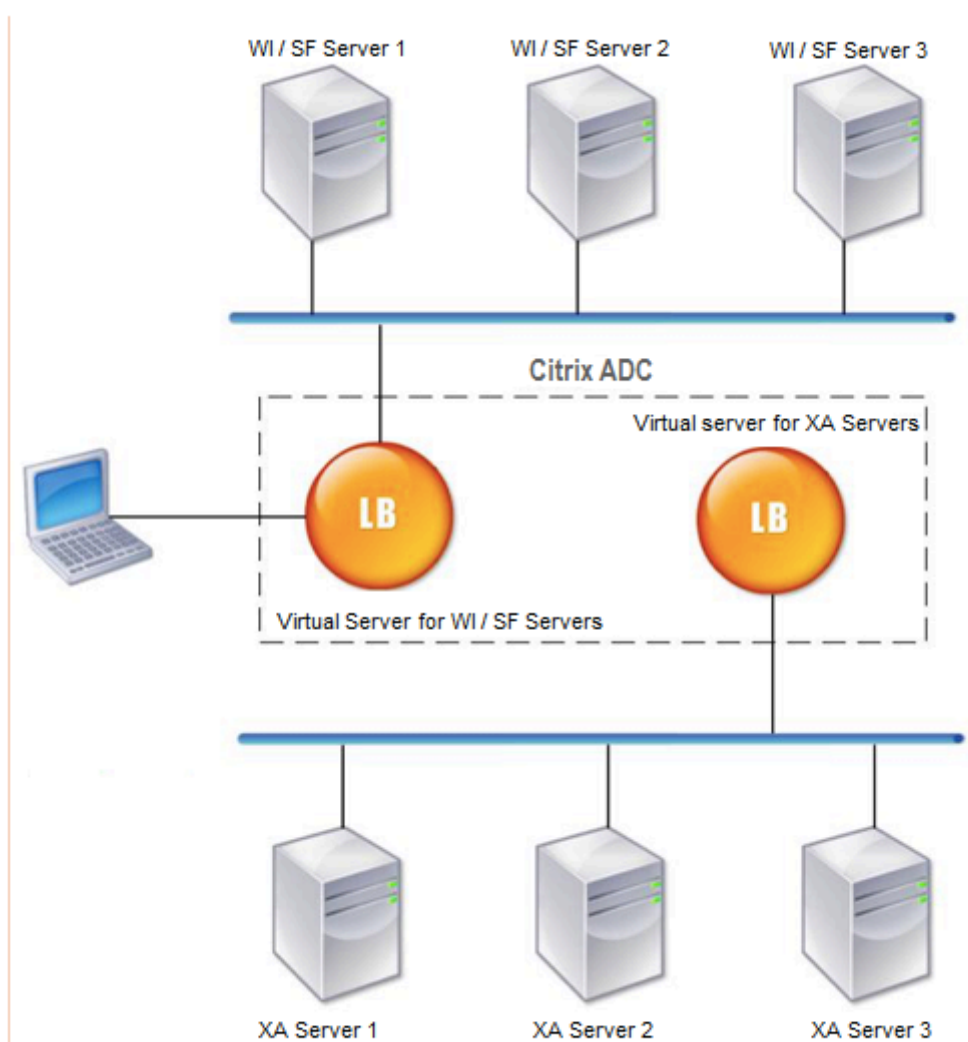 WI / SF Server 1
WI / SF Server 2
WI / SF Server 3
Citrix ADC
Virtual server for XA Servers
LB
LB
Virtual Server for WI / SF Servers
XA Server 1
XA Server 2
XA Server 3